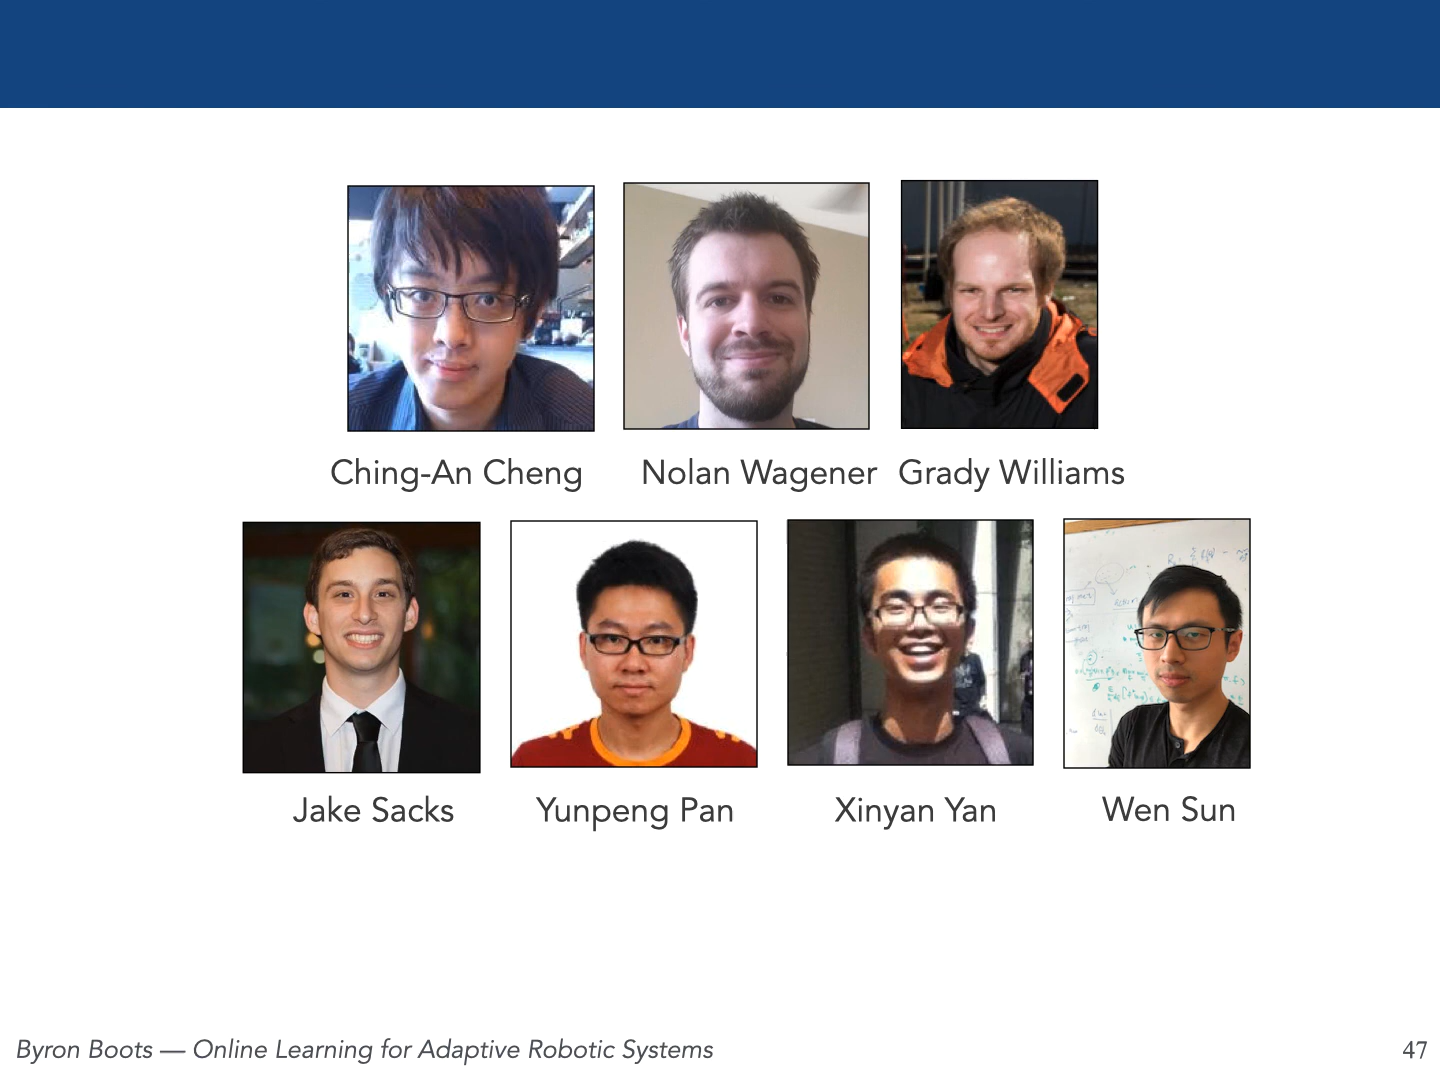 Ching-An Cheng Nolan Wagener Grady Williams
Jake Sacks Yunpeng Pan Xinyan Yan Wen Sun
Byron Boots — Online Learning for Adaptive Robotic Systems 47